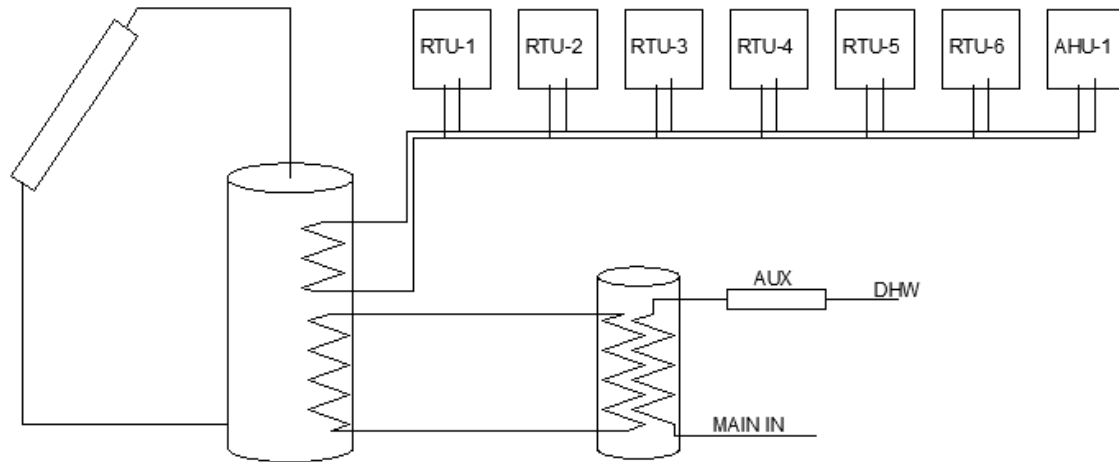 RTU-1 RTU-2 RTU-3 RTU-4 RTU-5 RTU-6 AHU-1
AUX DHW
MAIN IN